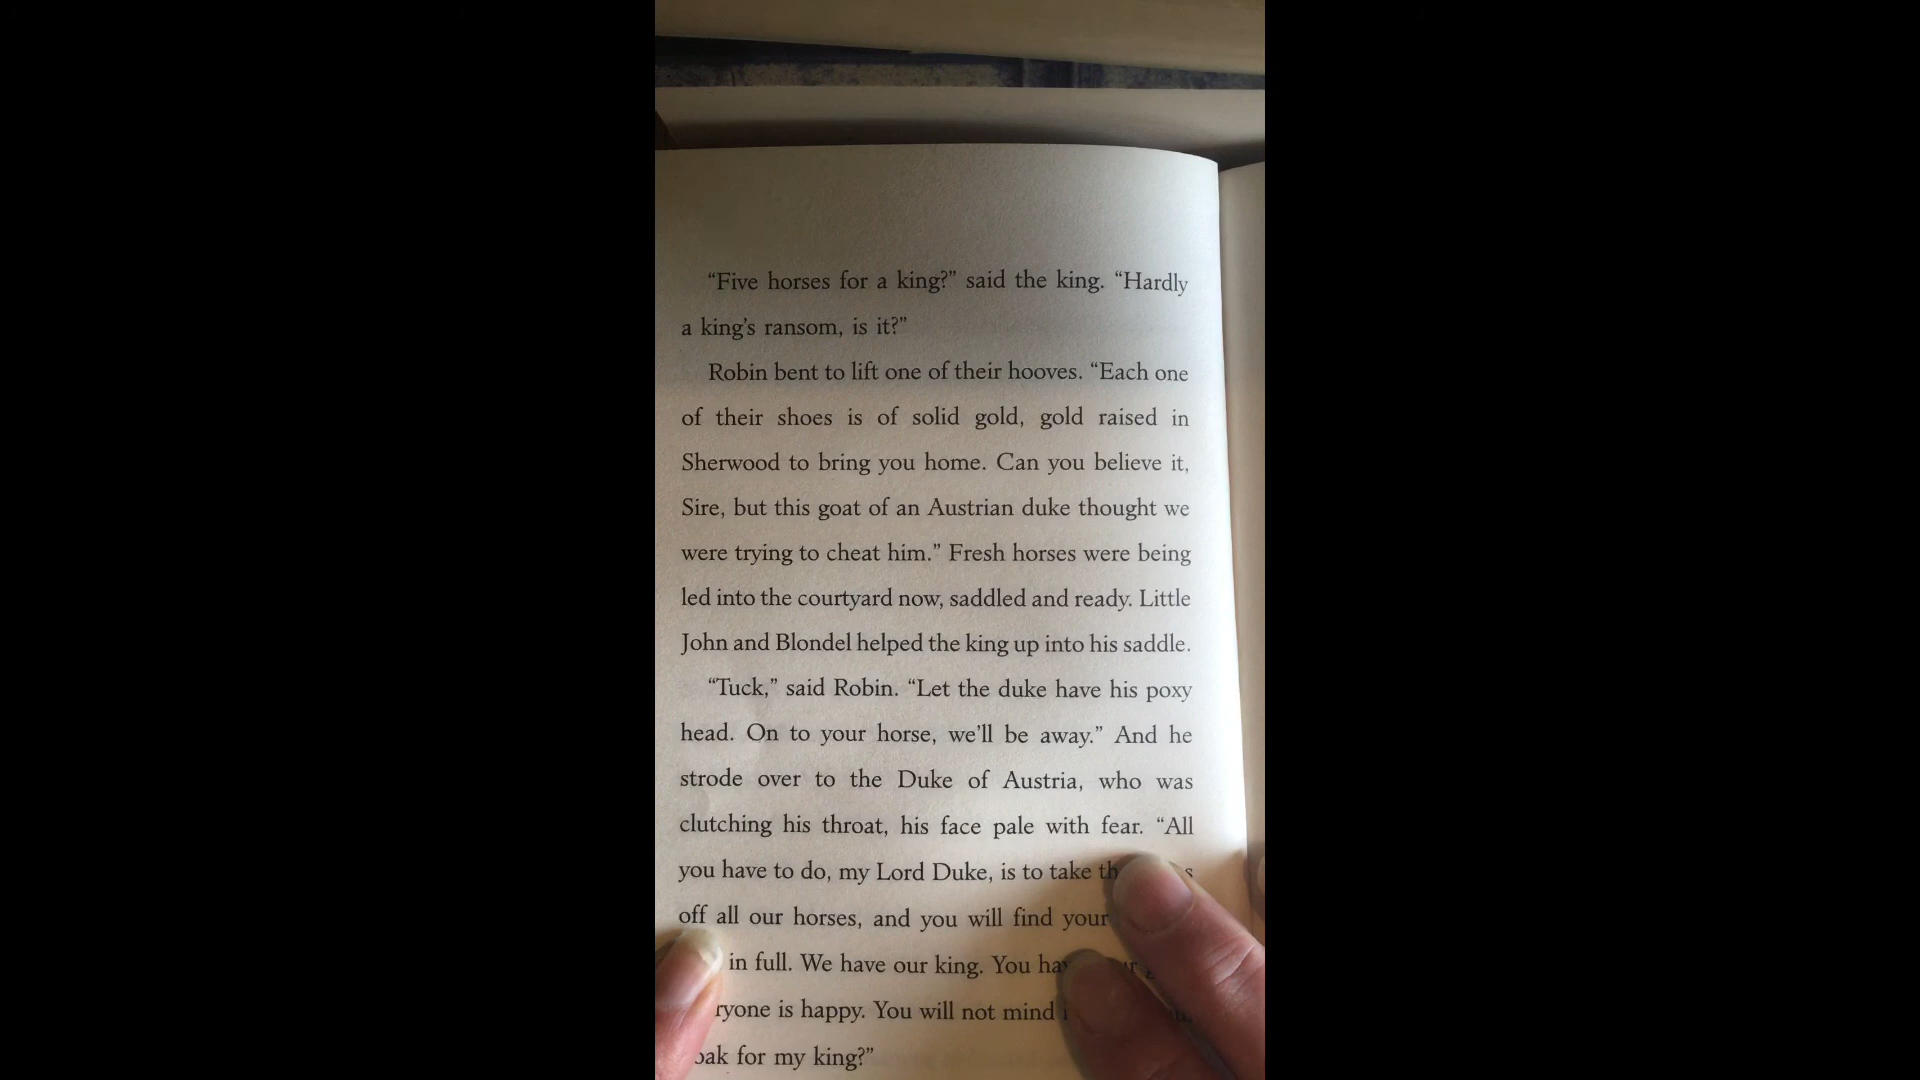 “Five horses for a king?” said the king. “Hardly
a king’s ransom, is it?”
Robin bent to lift one of their hooves. “Each one
of their shoes is of solid gold, gold raised in
Sherwood to bring you home. Can you believe it,
Sire, but this goat of an Austrian duke thought we
were trying to cheat him.” Fresh horses were being
led into the courtyard now, saddled and ready. Little
John and Blondel helped the king up into his saddle.
“Tuck,” said Robin. “Let the duke have his poxy
head. On to your horse, we’ll be away.” And he
strode over to the Duke of Austria, who was
clutching his throat, his face pale with fear. “All
you have to do, my Lord Duke, is to take
off all our horses, and you will find your
in full. We have our king. You
is happy. You will not mind
for my king?”